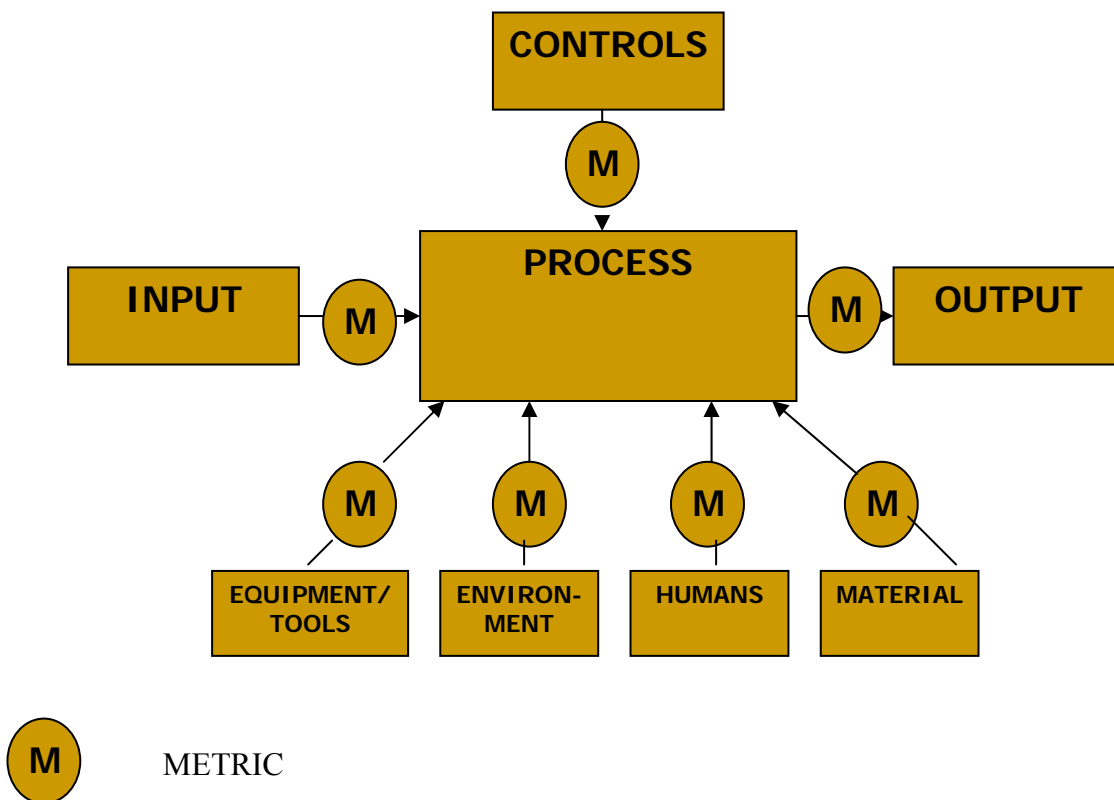 CONTROLS
M
PROCESS
INPUT
M
M
OUTPUT
M
M
M
M
EQUIPMENT/
TOOLS
ENVIRON-
MENT
HUMANS
MATERIAL
M
METRIC